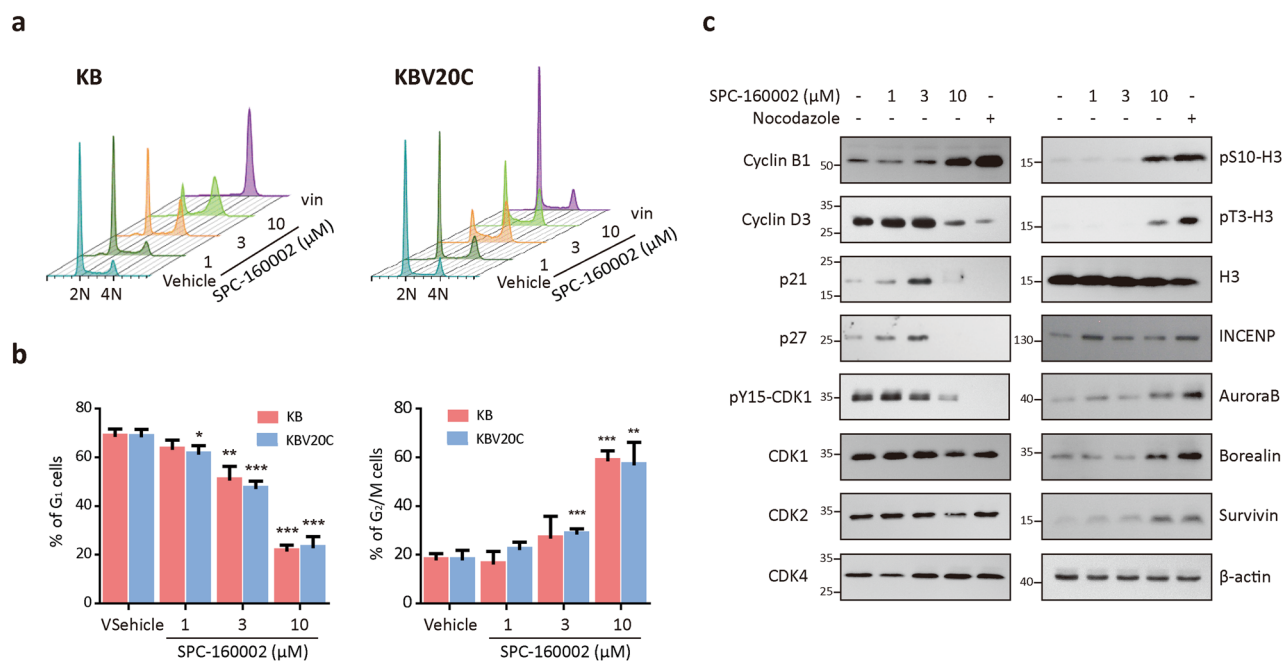 a
KB
2N 4N
Vehicle
1
3
10
vin
SPC-160002 (μM)
KBV20C
2N 4N
Vehicle
1
3
10
vin
SPC-160002 (μM)
b
% of G₁ cells
80
60
40
20
0
KB
KBV20C
*
**
***
***
***
VSehicle 1 3 10
SPC-160002 (μM)
% of G₂/M cells
80
60
40
20
0
KB
KBV20C
***
***
**
Vehicle 1 3 10
SPC-160002 (μM)
c
SPC-160002 (μM) - 1 3 10 -
Nocodazole - - - - +
Cyclin B1 50
Cyclin D3 35 25
p21 25 15
p27 25
pY15-CDK1 35
CDK1 35
CDK2 35
CDK4 35 25
- 1 3 10 -
- - - - +
15 pS10-H3
15 pT3-H3
15 H3
130 INCENP
40 AuroraB
35 Borealin
15 Survivin
40 β-actin